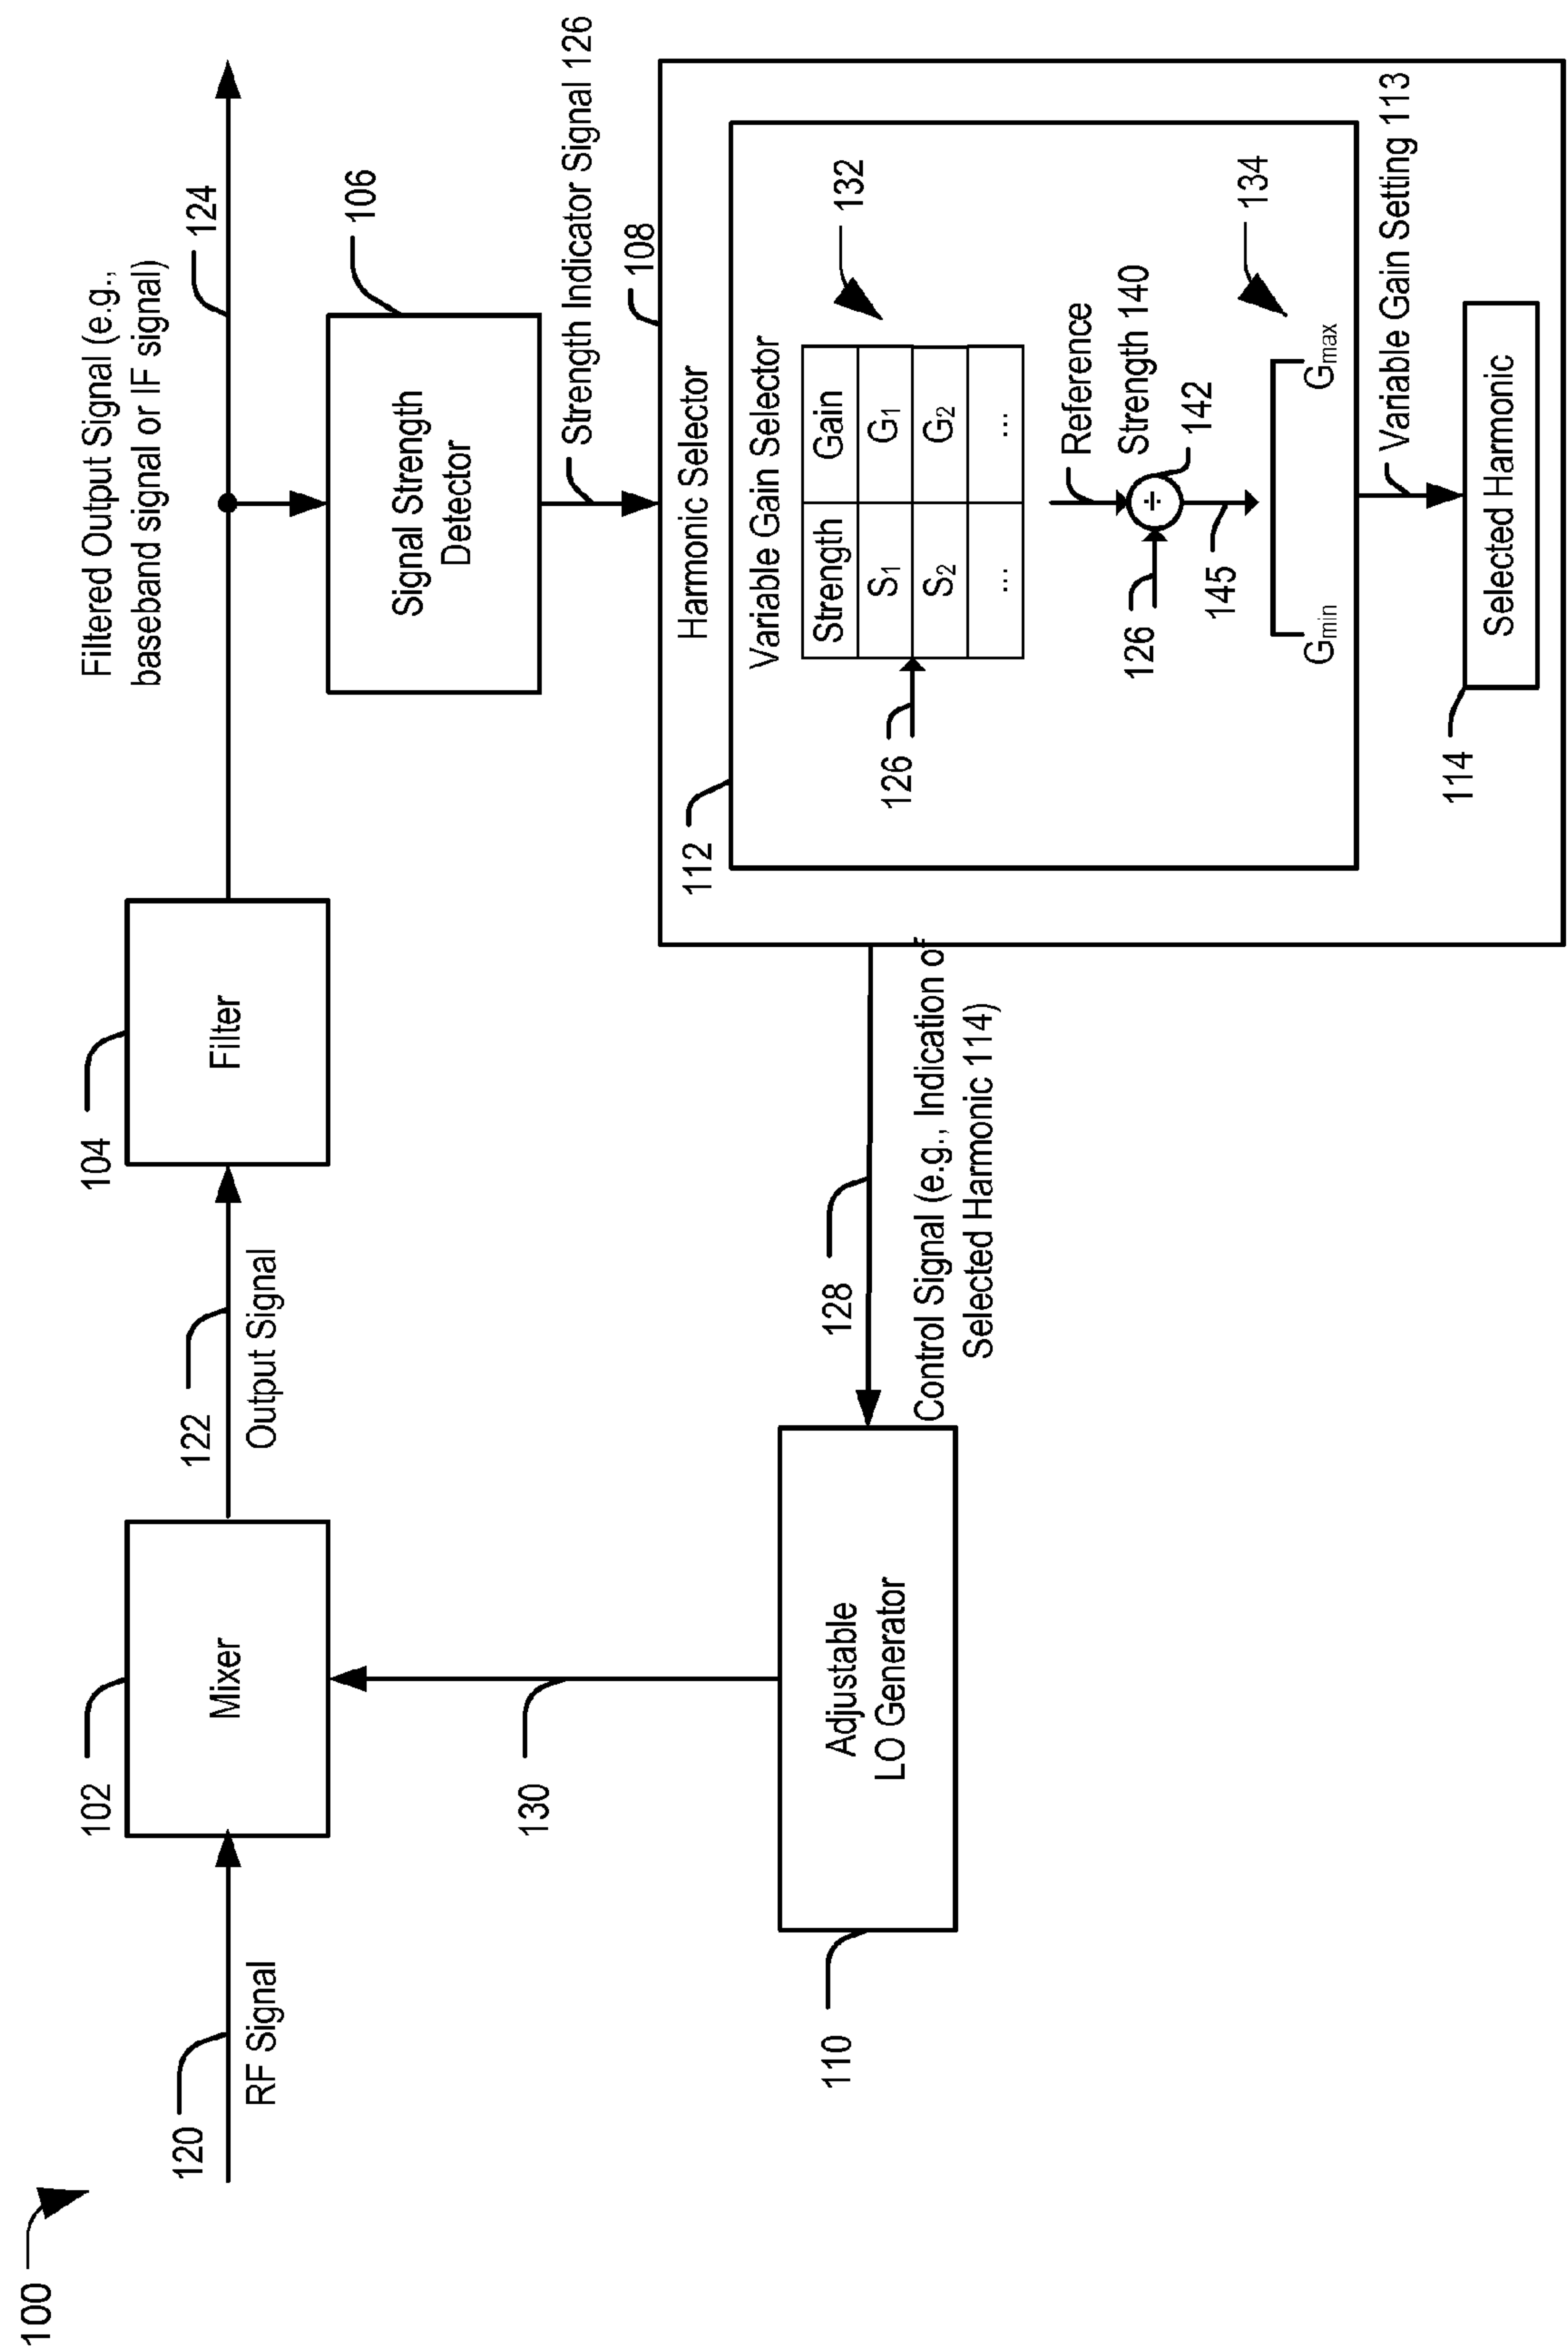 100
120
RF Signal
102
Mixer
122
Output Signal
104
Filter
Filtered Output Signal (e.g.,
baseband signal or IF signal)
124
106
Signal Strength
Detector
Strength Indicator Signal 126
108
Harmonic Selector
112
Variable Gain Selector
Strength Gain
S1 G1
S2 G2
... ...
126
132
Reference
Strength 140
126
÷
142
145
134
Gmin Gmax
Variable Gain Setting 113
114
Selected Harmonic
128
Control Signal (e.g., Indication of
Selected Harmonic 114)
130
Adjustable
LO Generator
110